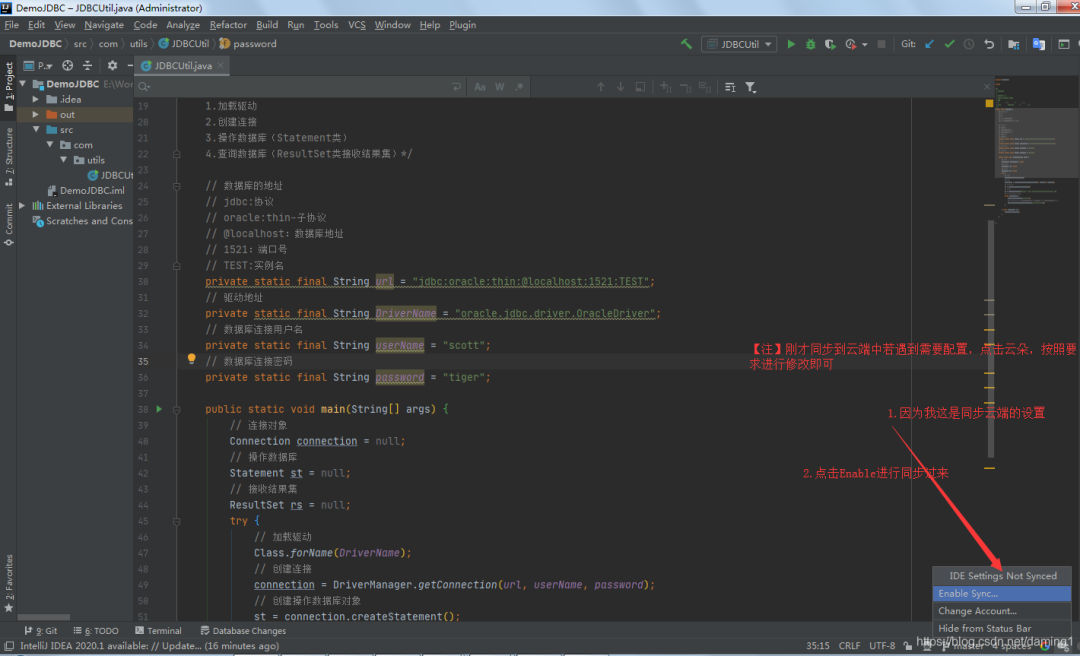 DemoJDBC – JDBCUtil.java (Administrator)
File Edit View Navigate Code Analyze Refactor Build Run Tools VCS Window Help Plugin
DemoJDBC src com utils JDBCUtil password
JDBCUtil
Git:
1: Project
P..
JDBCUtil.java
DemoJDBC E:\Wor
.idea
out
src
com
utils
JDBCUt
DemoJDBC.iml
External Libraries
Scratches and Cons
7: Structure
Commit
2: Favorites
Aa W .*
19 1.加载驱动
20 2.创建连接
21 3.操作数据库（Statement类）
22 4.查询数据库（ResultSet类接收结果集）*/
23
24 // 数据库的地址
25 // jdbc:协议
26 // oracle:thin-子协议
27 // @localhost：数据库地址
28 // 1521：端口号
29 // TEST:实例名
30 private static final String url = "jdbc:oracle:thin:@localhost:1521:TEST";
31 // 驱动地址
32 private static final String DriverName = "oracle.jdbc.driver.OracleDriver";
33 // 数据库连接用户名
34 private static final String userName = "scott";
35 // 数据库连接密码
36 private static final String password = "tiger";
37
38 public static void main(String[] args) {
39 // 连接对象
40 Connection connection = null;
41 // 操作数据库
42 Statement st = null;
43 // 接收结果集
44 ResultSet rs = null;
45 try {
46 // 加载驱动
47 Class.forName(DriverName);
48 // 创建连接
49 connection = DriverManager.getConnection(url, userName, password);
50 // 创建操作数据库对象
51 st = connection.createStatement();
【注】刚才同步到云端中若遇到需要配置，点击云朵，按照要
求进行修改即可
1.因为我这是同步云端的设置
2.点击Enable进行同步过来
IDE Settings Not Synced
Enable Sync...
Change Account...
Hide from Status Bar
9: Git 6: TODO Terminal Database Changes
IntelliJ IDEA 2020.1 available: // Update... (16 minutes ago)
35:15 CRLF UTF-8 4 spaces master
https://blog.csdn.net/daming1